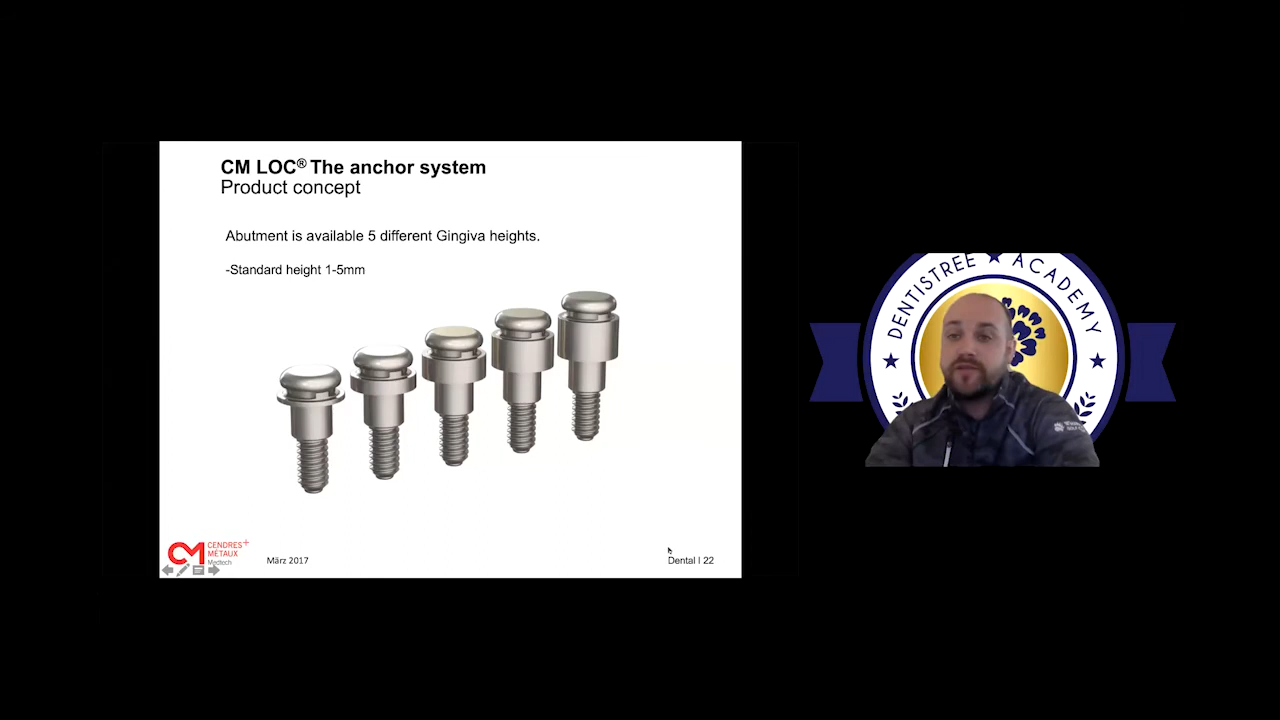 CM LOC® The anchor system
Product concept
Abutment is available 5 different Gingiva heights.
-Standard height 1-5mm
CM CENDRES+
MÉTAUX
Medtech
März 2017
Dental I 22
DENTISTREE ★ ACADEMY